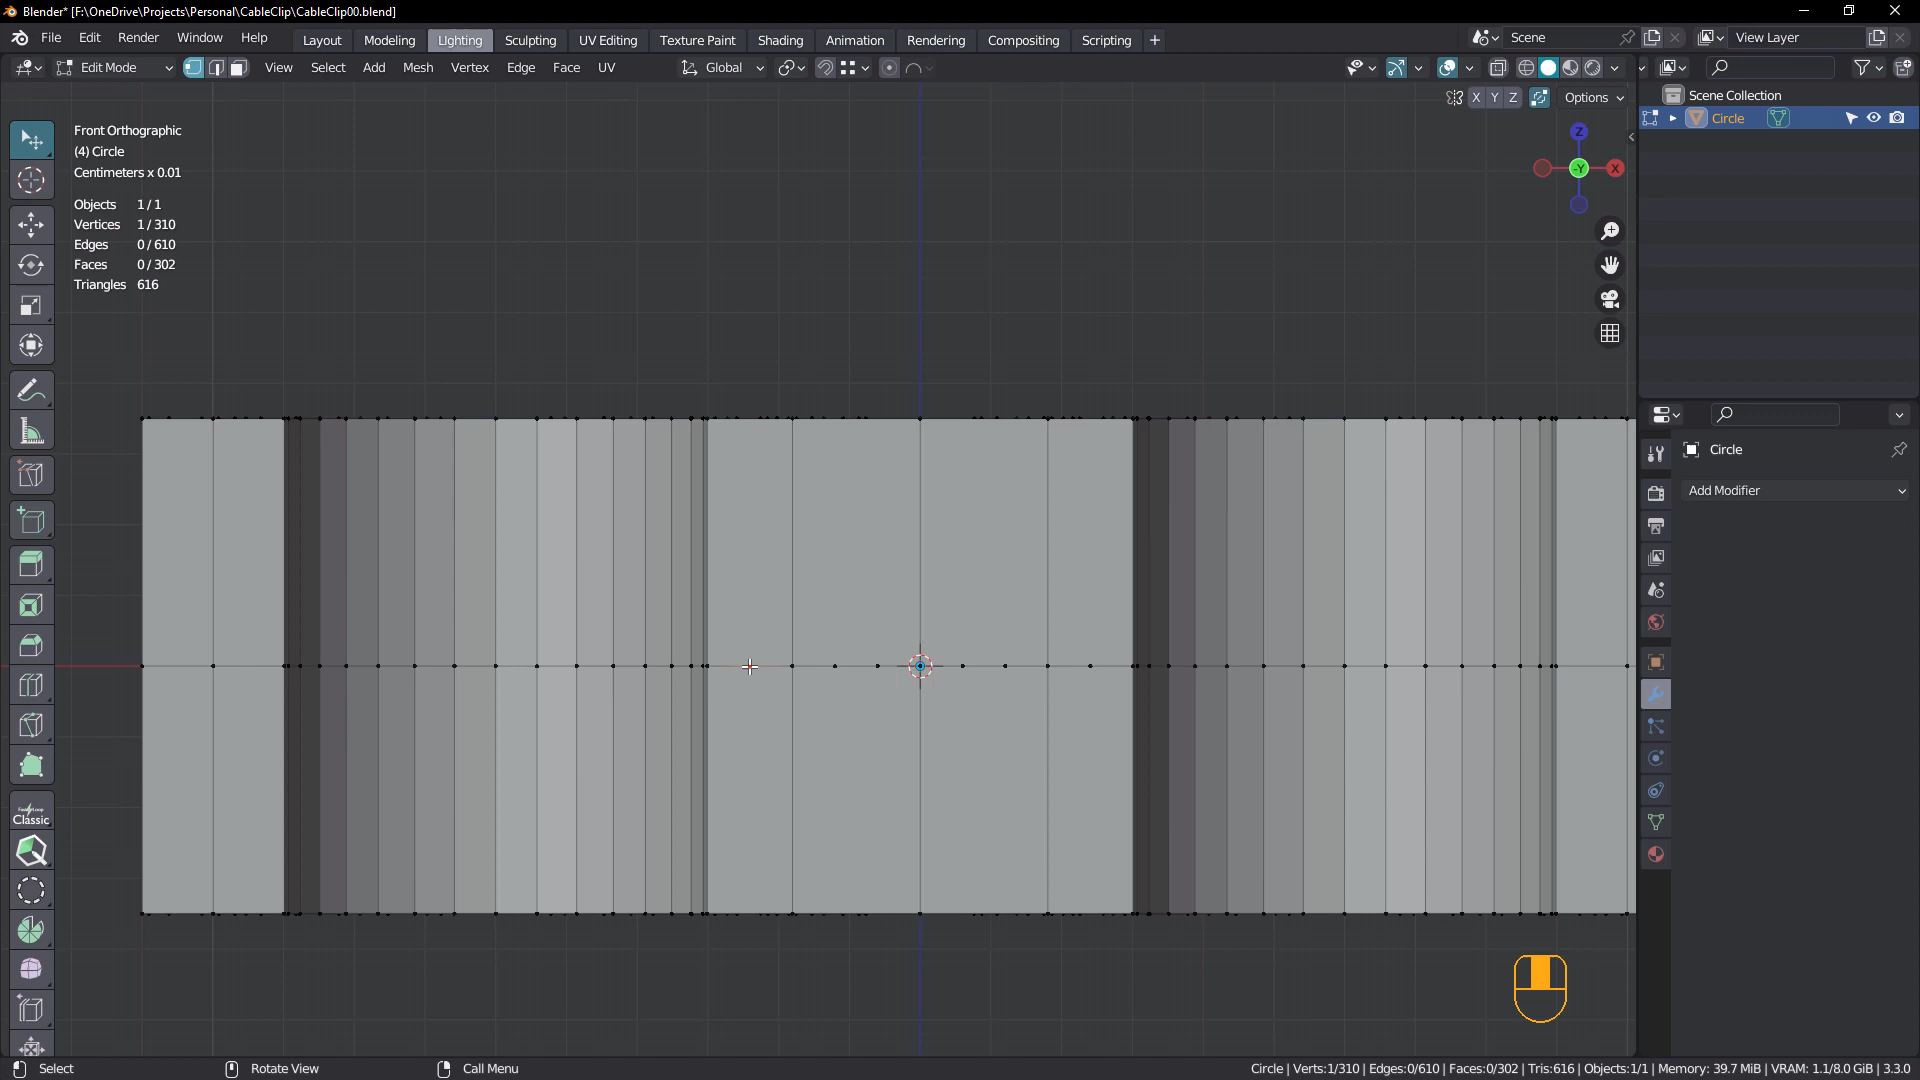 Blender* [F:\OneDrive\Projects\Personal\CableClip\CableClip00.blend]
File Edit Render Window Help Layout Modeling Lighting Sculpting UV Editing Texture Paint Shading Animation Rendering Compositing Scripting + Scene View Layer
Edit Mode View Select Add Mesh Vertex Edge Face UV Global
X Y Z Options
Scene Collection
Circle
Front Orthographic
(4) Circle
Centimeters x 0.01
Objects 1 / 1
Vertices 1 / 310
Edges 0 / 610
Faces 0 / 302
Triangles 616
Z
-Y X
Circle
Add Modifier
Classic
Select Rotate View Call Menu Circle | Verts:1/310 | Edges:0/610 | Faces:0/302 | Tris:616 | Objects:1/1 | Memory: 39.7 MiB | VRAM: 1.1/8.0 GiB | 3.3.0